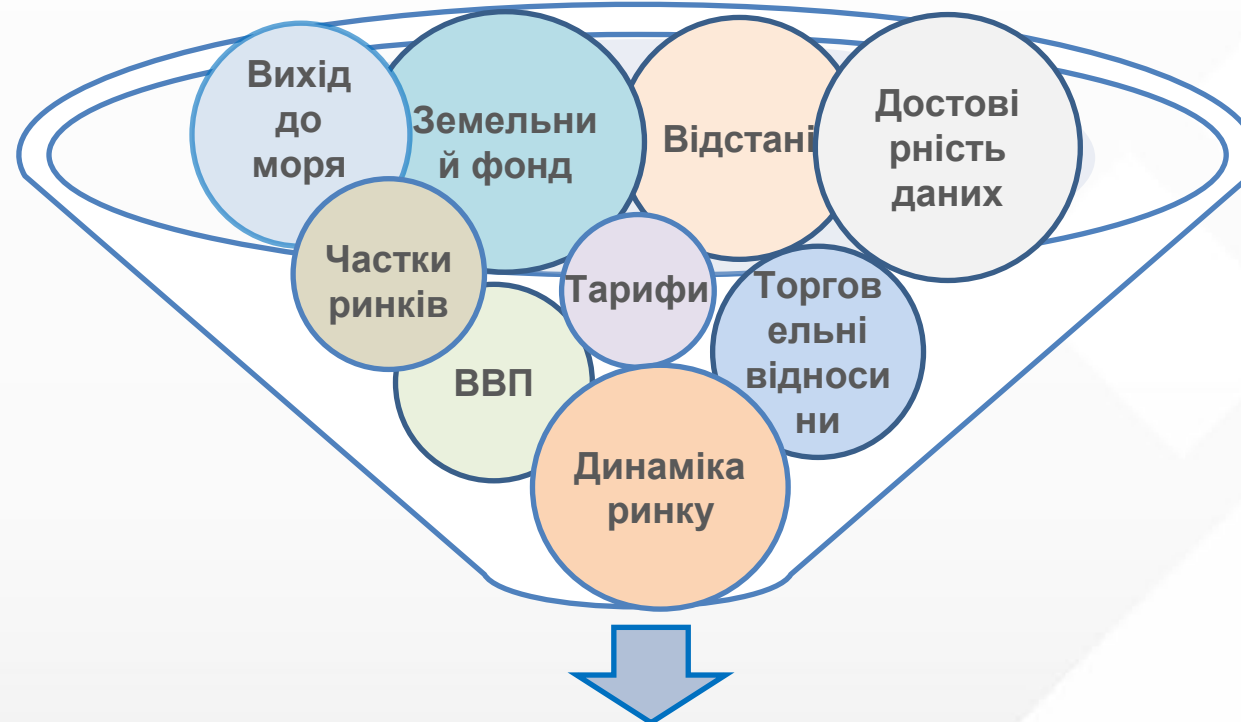 Вихід
до
моря
Земельни
й фонд
Відстані
Достові
рність
даних
Частки
ринків
Тарифи
Торгов
ельні
відноси
ни
ВВП
Динаміка
ринку